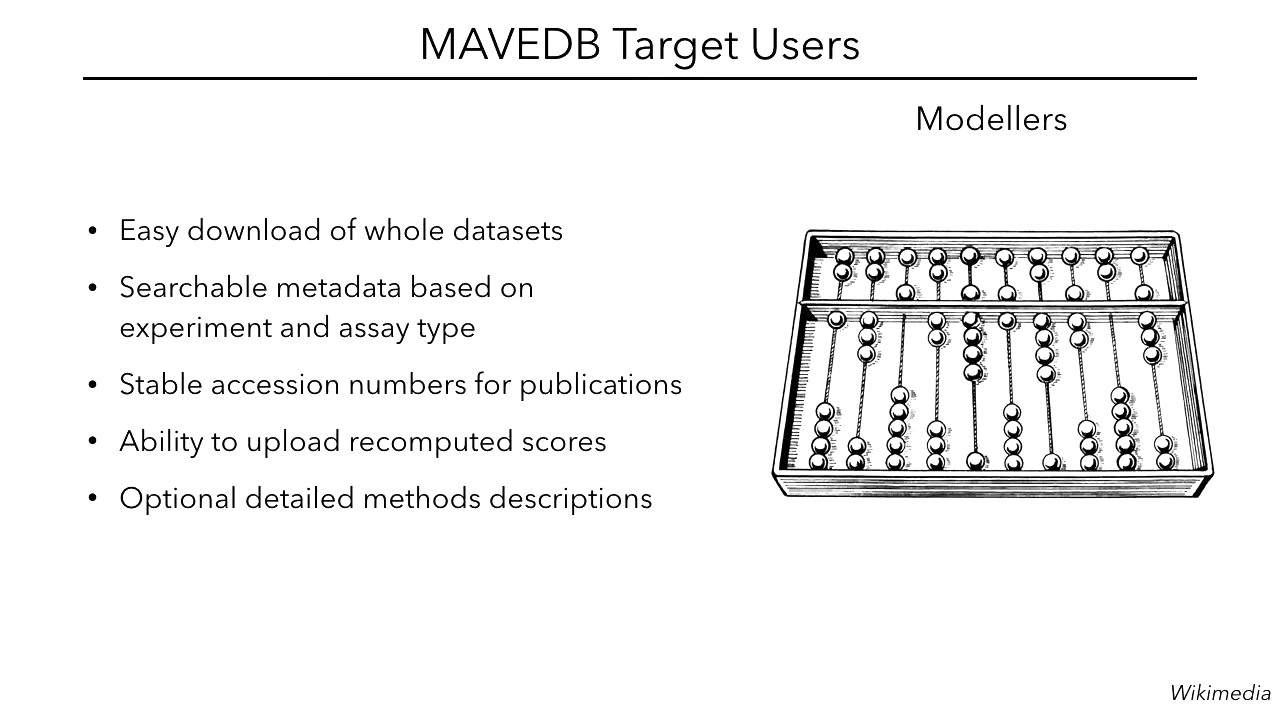 MAVEDB Target Users
Modellers
• Easy download of whole datasets
• Searchable metadata based on
experiment and assay type
• Stable accession numbers for publications
• Ability to upload recomputed scores
• Optional detailed methods descriptions
Wikimedia